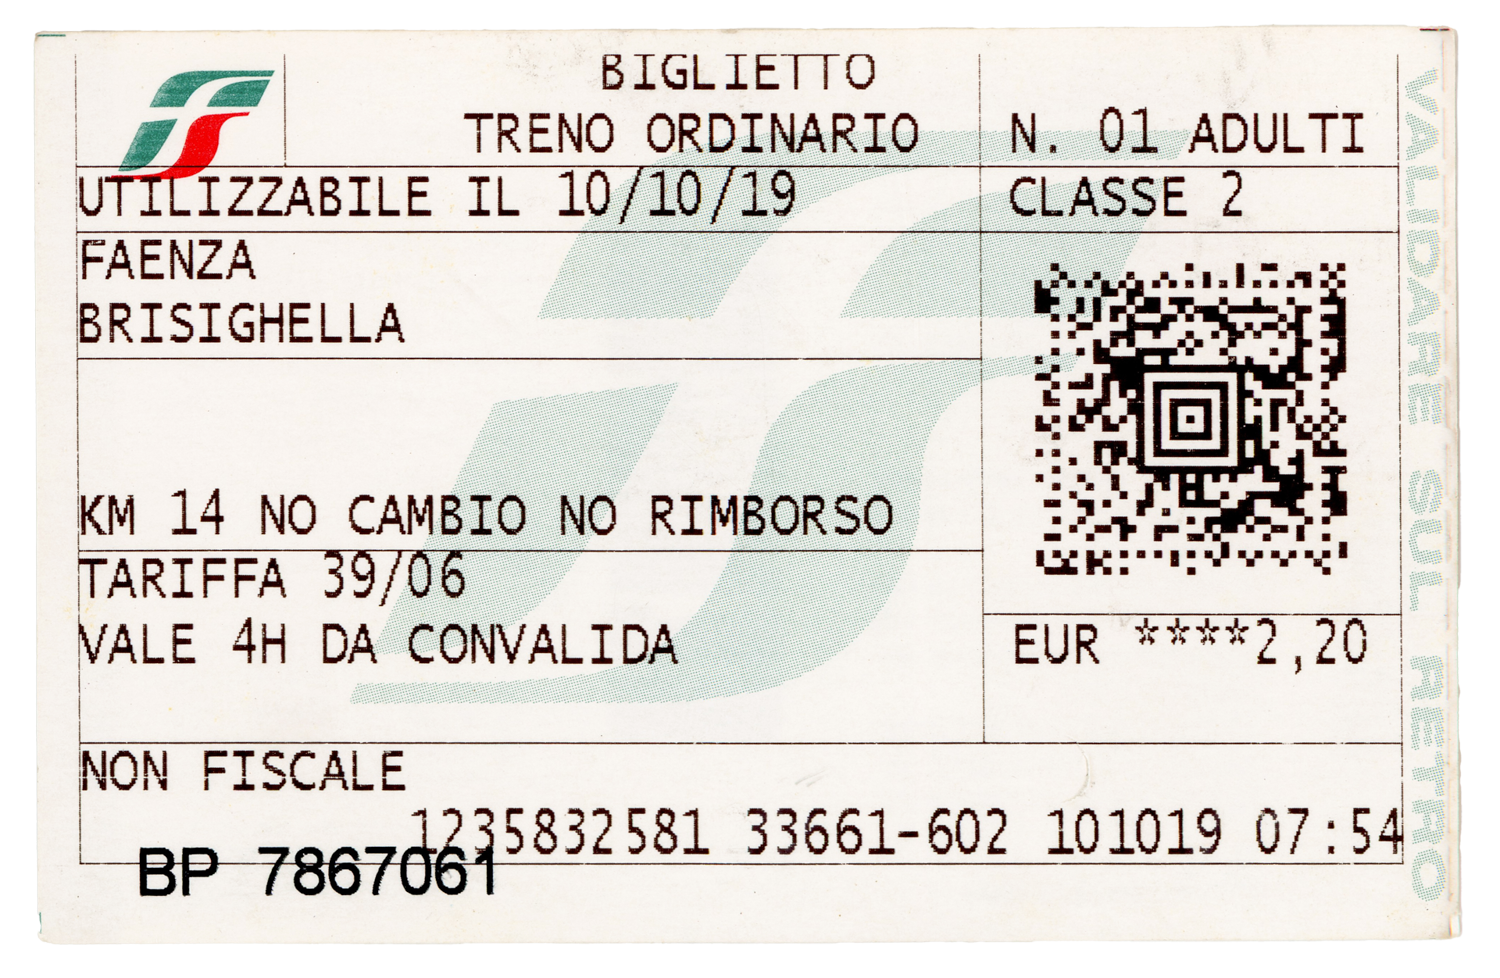 BIGLIETTO
TRENO ORDINARIO
N. 01 ADULTI
UTILIZZABILE IL 10/10/19
CLASSE 2
FAENZA
BRISIGHELLA
KM 14 NO CAMBIO NO RIMBORSO
TARIFFA 39/06
VALE 4H DA CONVALIDA
EUR ****2,20
NON FISCALE
1235832581 33661-602 101019 07:54
BP 7867061
VALIDARE SUL RETRO